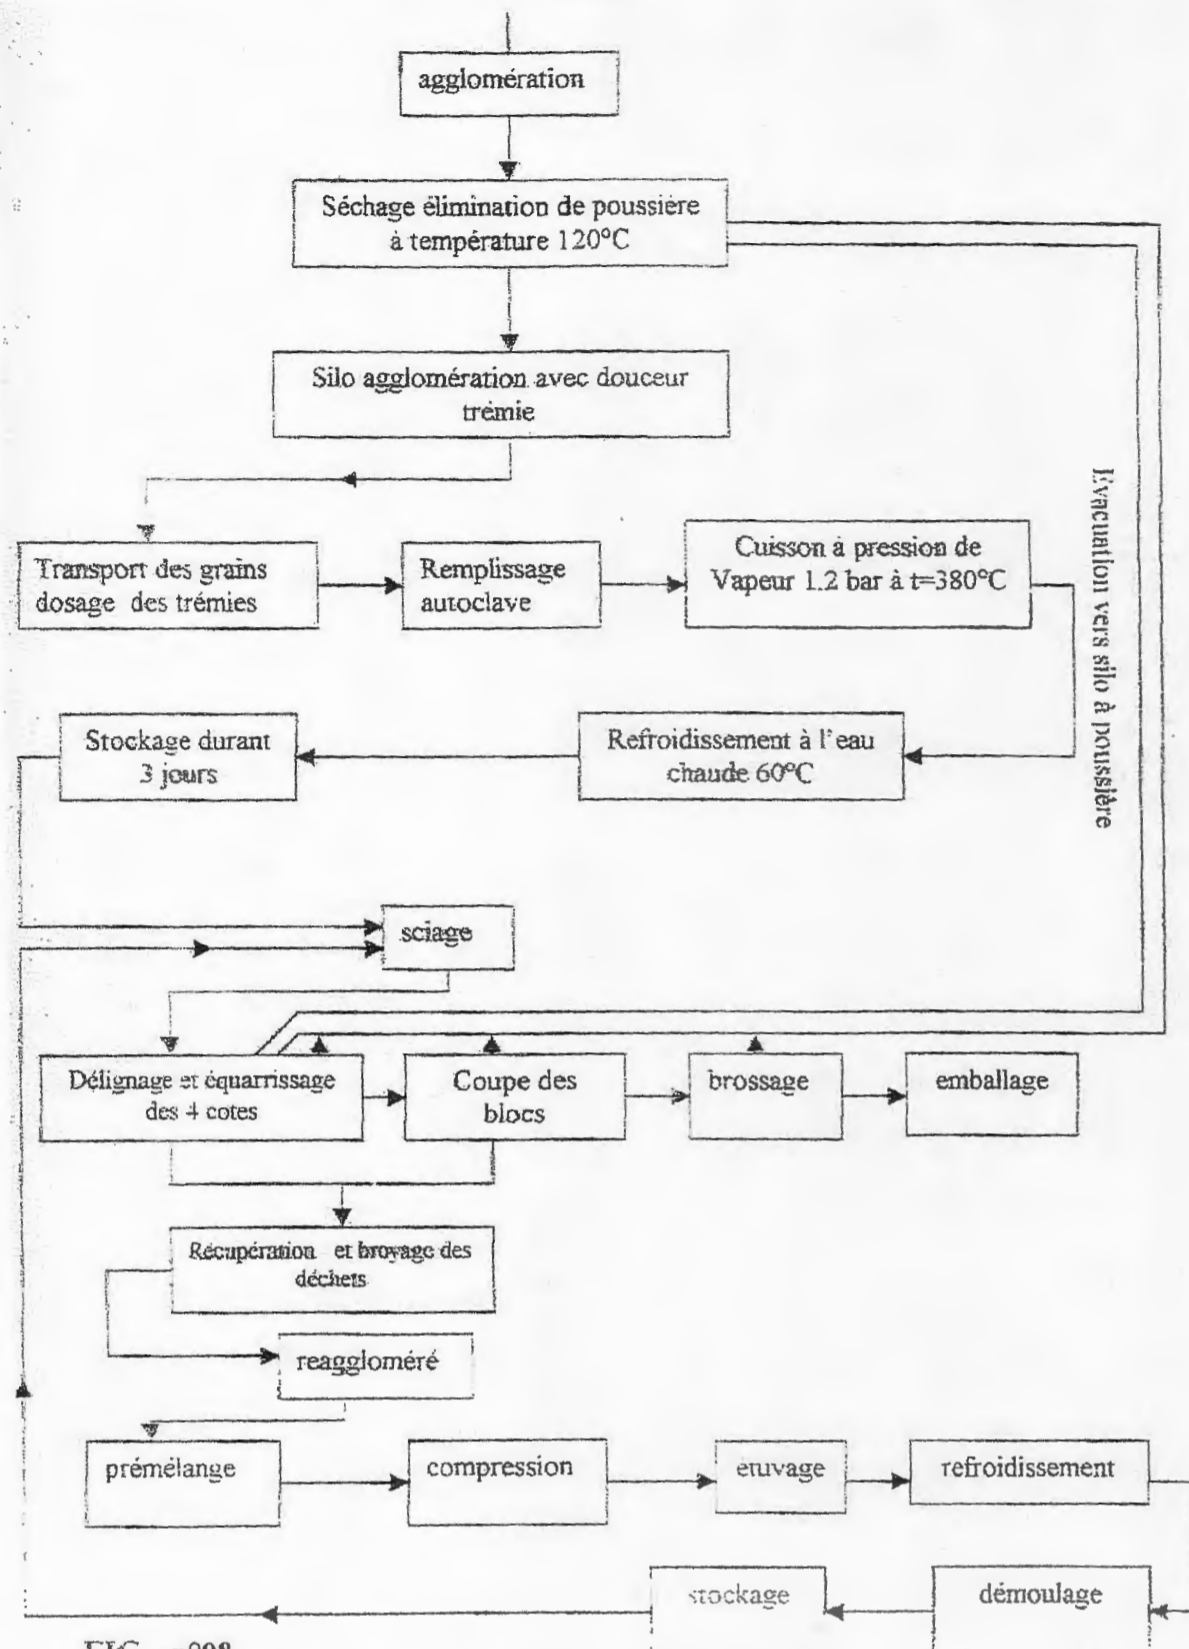 agglomération
Séchage élimination de poussière
à température 120°C
Silo agglomération avec douceur
trémie
Transport des grains
dosage des trémies
Remplissage
autoclave
Cuisson à pression de
Vapeur 1.2 bar à t=380°C
Evacuation vers silo à poussière
Stockage durant
3 jours
Refroidissement à l'eau
chaude 60°C
sciage
Délignage et équarrissage
des 4 cotes
Coupe des
blocs
brossage
emballage
Récupération et broyage des
déchets
reaggloméré
prémélange
compression
étuvage
refroidissement
stockage
démoulage